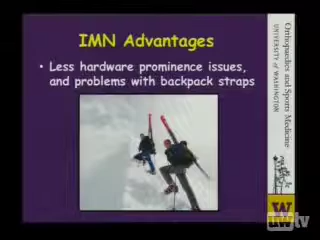 IMN Advantages
• Less hardware prominence issues,
and problems with backpack straps
Orthopaedics and Sports Medicine
UNIVERSITY of WASHINGTON
W
uwtv